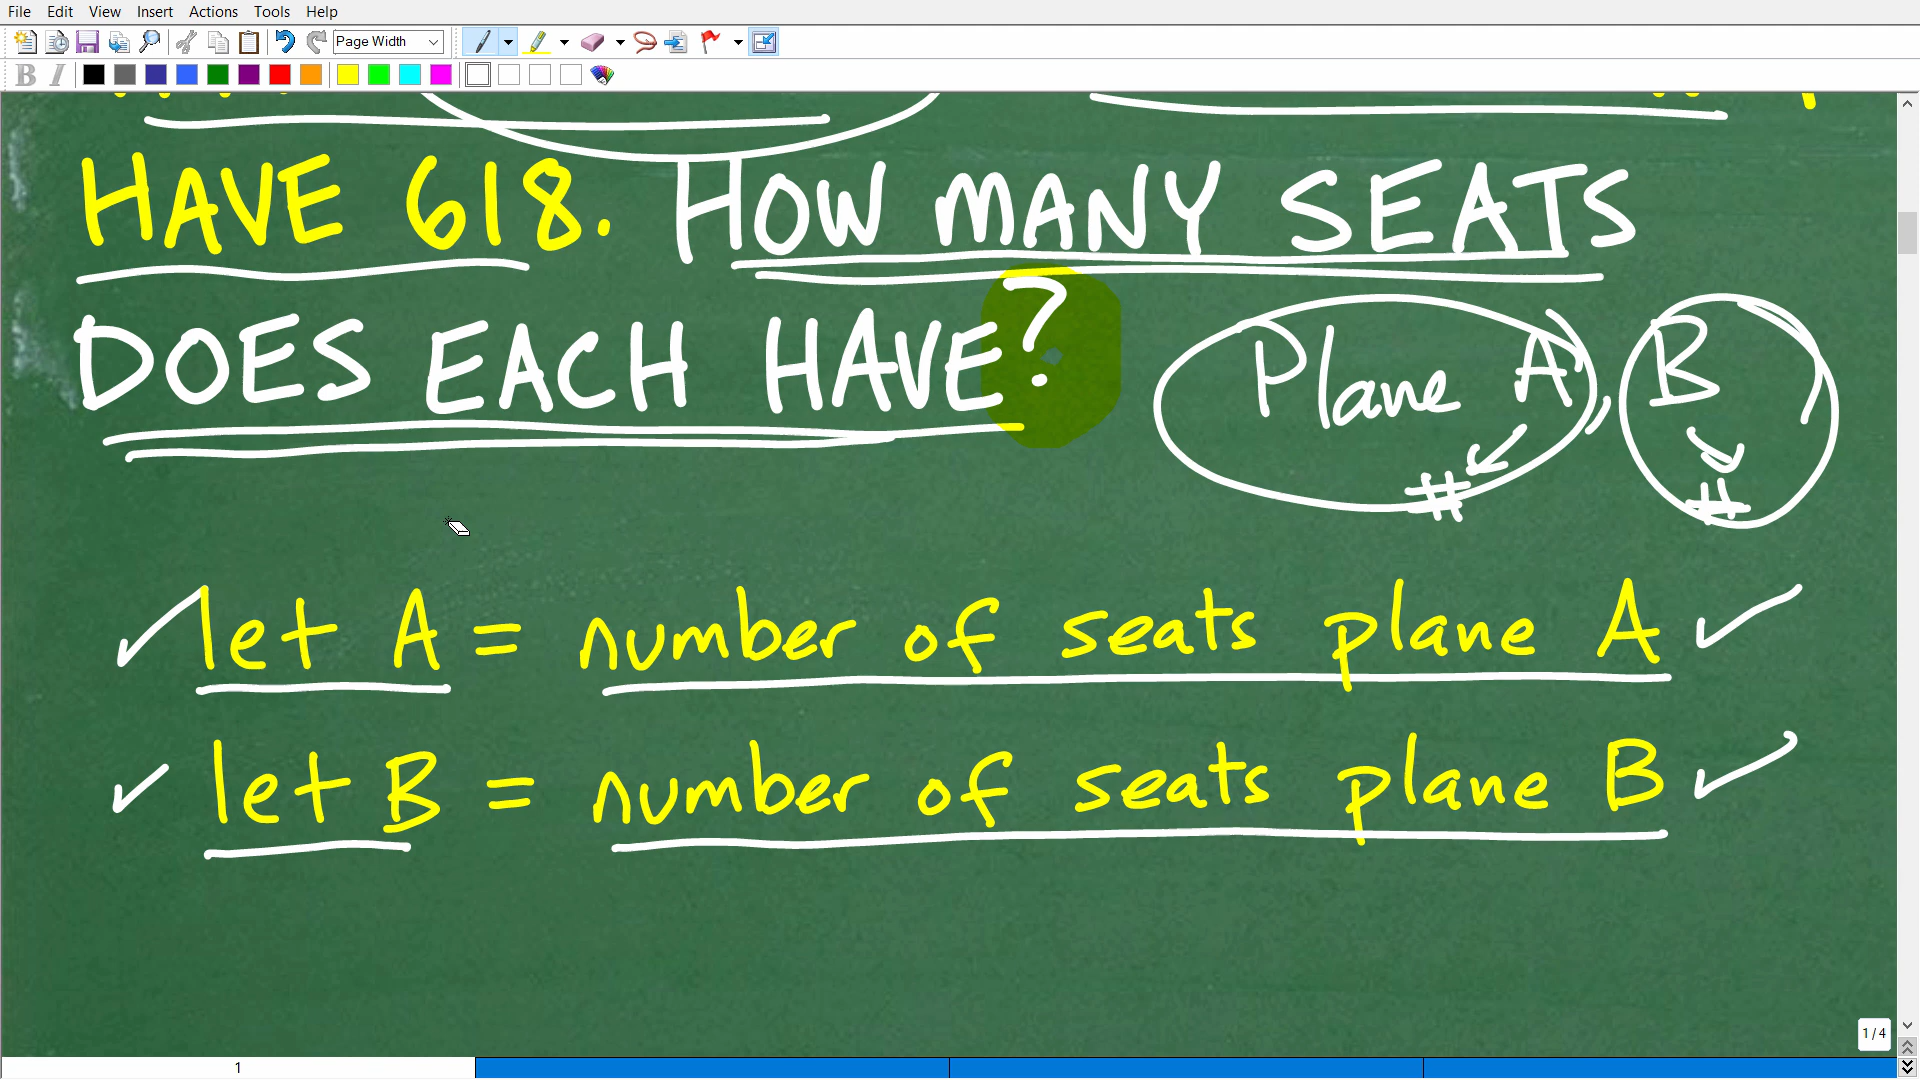 File Edit View Insert Actions Tools Help
Page Width
B I
HAVE 618. HOW MANY SEATS
DOES EACH HAVE?
Plane A, B
# #
let A = number of seats plane A
let B = number of seats plane B
1 / 4
1